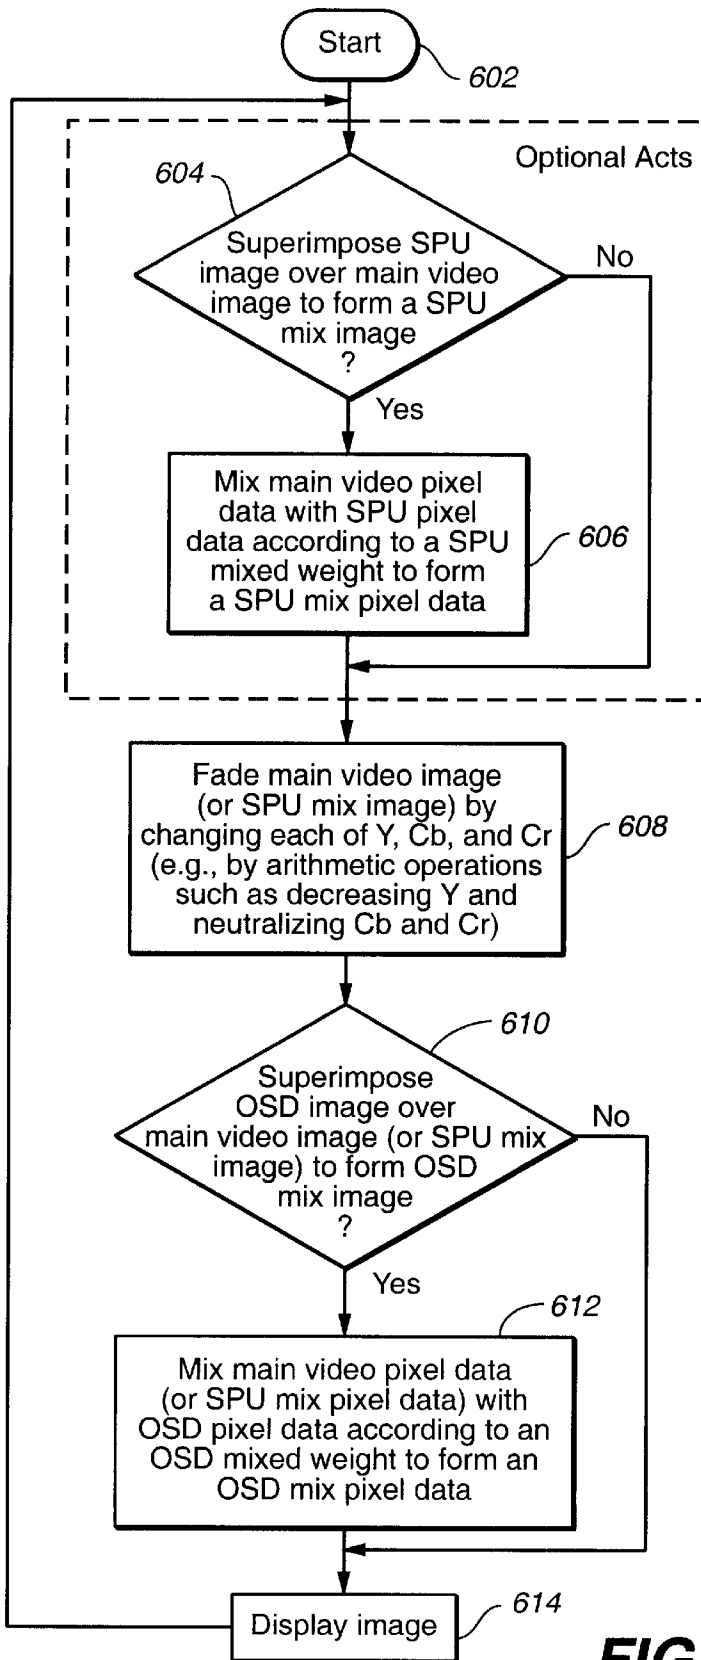 Start
602
Optional Acts
604
Superimpose SPU
image over main video
image to form a SPU
mix image
?
No
Yes
Mix main video pixel
data with SPU pixel
data according to a SPU
mixed weight to form
a SPU mix pixel data
606
Fade main video image
(or SPU mix image) by
changing each of Y, Cb, and Cr
(e.g., by arithmetic operations
such as decreasing Y and
neutralizing Cb and Cr)
608
610
Superimpose
OSD image over
main video image (or SPU mix
image) to form OSD
mix image
?
No
Yes
612
Mix main video pixel data
(or SPU mix pixel data) with
OSD pixel data according to an
OSD mixed weight to form an
OSD mix pixel data
Display image
614
FIG